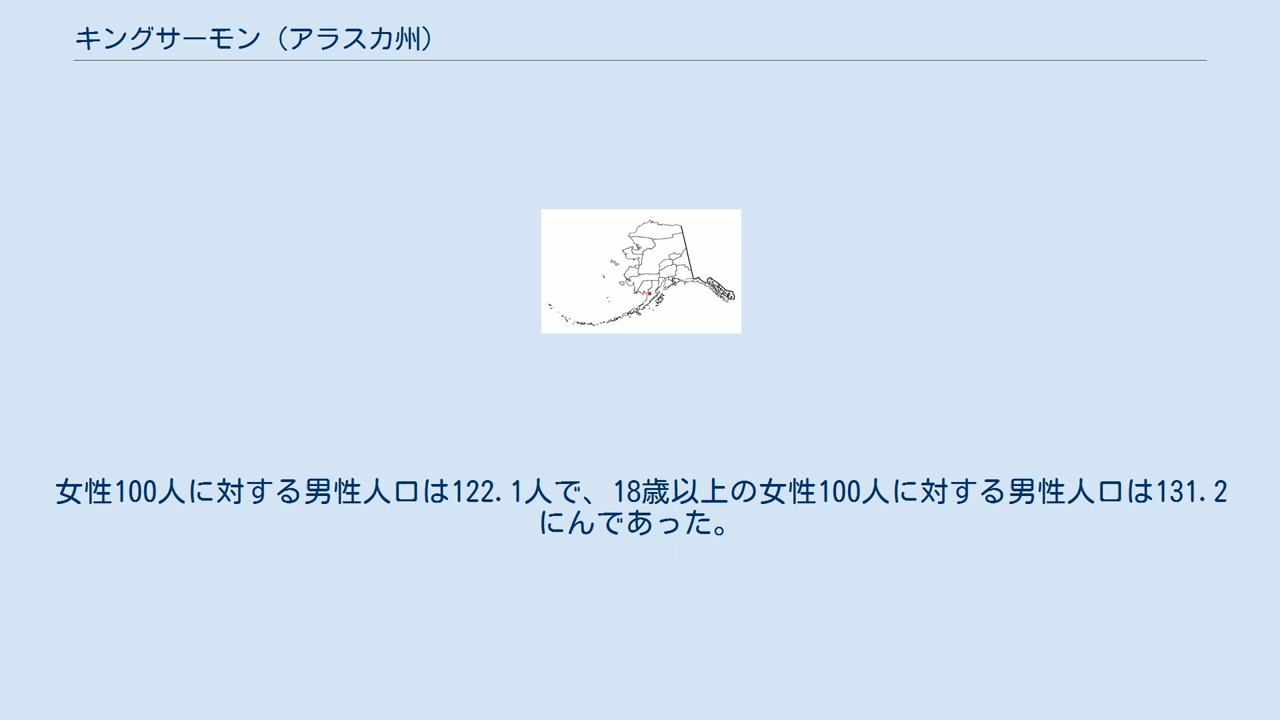 キングサーモン（アラスカ州）
女性100人に対する男性人口は122.1人で、18歳以上の女性100人に対する男性人口は131.2
にんであった。